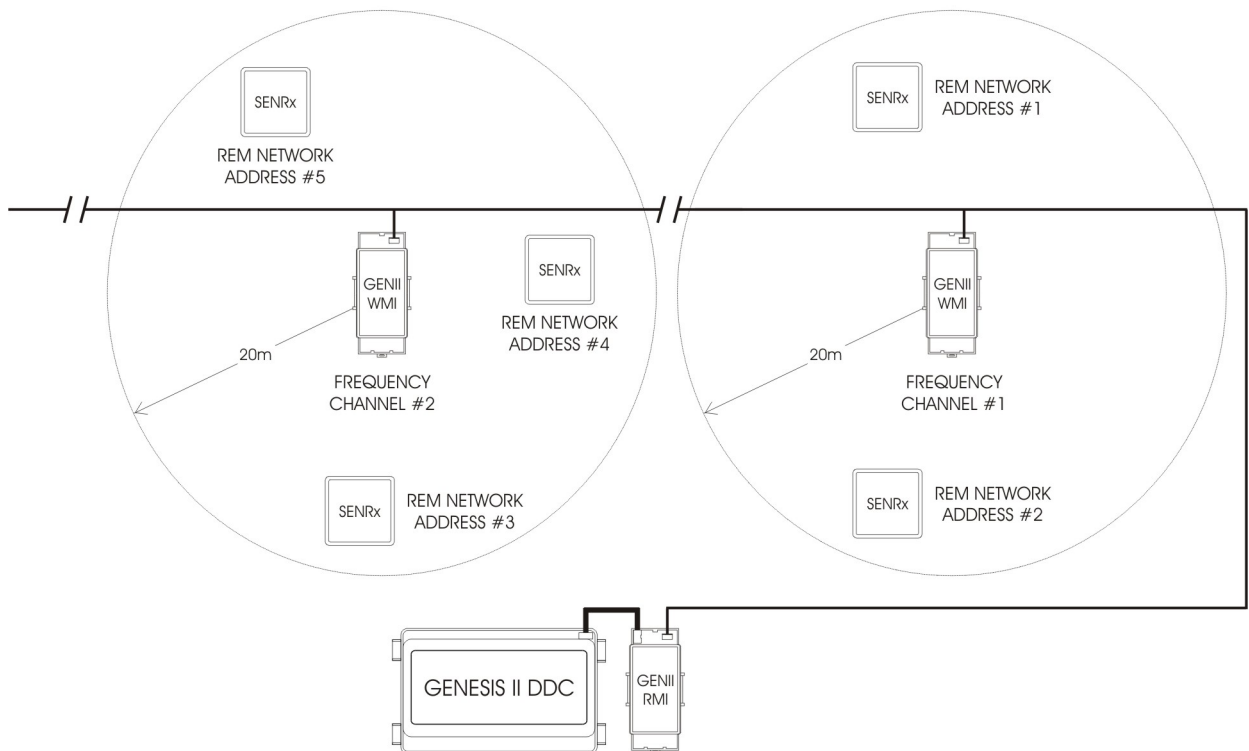 SENRx
REM NETWORK
ADDRESS #5
SENRx
REM NETWORK
ADDRESS #1
GENII
WMI
SENRx
REM NETWORK
ADDRESS #4
20m
FREQUENCY
CHANNEL #2
GENII
WMI
20m
FREQUENCY
CHANNEL #1
SENRx
REM NETWORK
ADDRESS #3
SENRx
REM NETWORK
ADDRESS #2
GENESIS II DDC
GENII
RMI